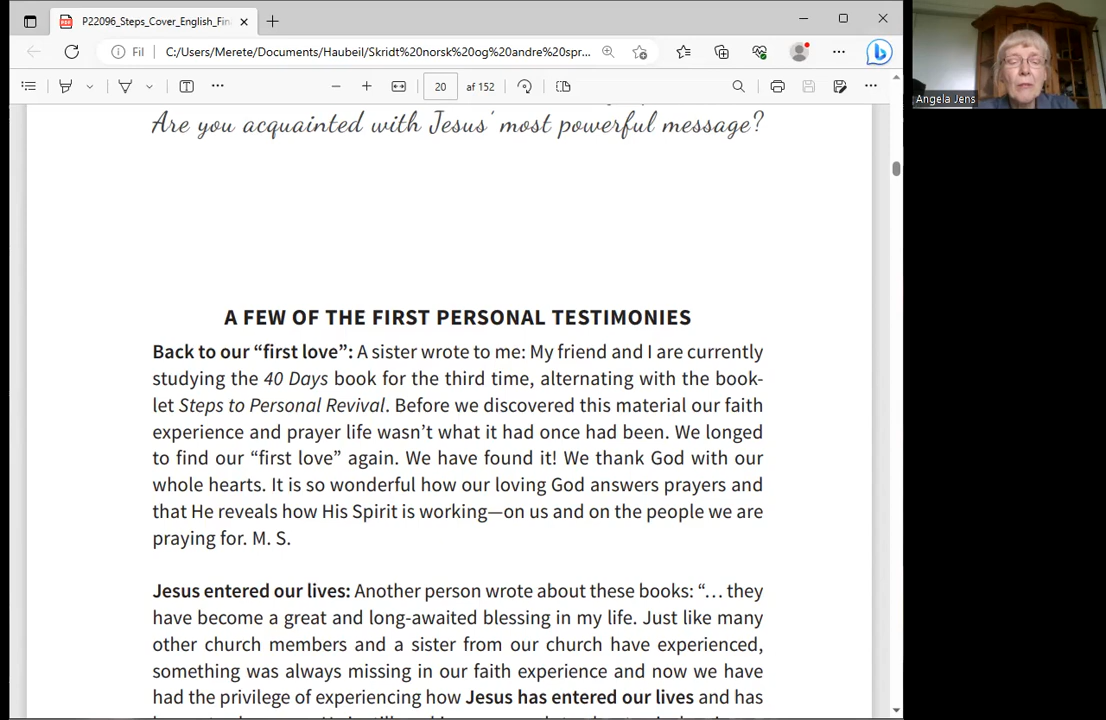 P22096_Steps_Cover_English_Fin
Fil
C:/Users/Merete/Documents/Haubeil/Skridt%20norsk%20og%20andre%20spr...
20 af 152
Angela Jens
Are you acquainted with Jesus' most powerful message?
A FEW OF THE FIRST PERSONAL TESTIMONIES
Back to our “first love”: A sister wrote to me: My friend and I are currently
studying the 40 Days book for the third time, alternating with the book-
let Steps to Personal Revival. Before we discovered this material our faith
experience and prayer life wasn’t what it had once had been. We longed
to find our “first love” again. We have found it! We thank God with our
whole hearts. It is so wonderful how our loving God answers prayers and
that He reveals how His Spirit is working—on us and on the people we are
praying for. M. S.
Jesus entered our lives: Another person wrote about these books: “… they
have become a great and long-awaited blessing in my life. Just like many
other church members and a sister from our church have experienced,
something was always missing in our faith experience and now we have
had the privilege of experiencing how Jesus has entered our lives and has